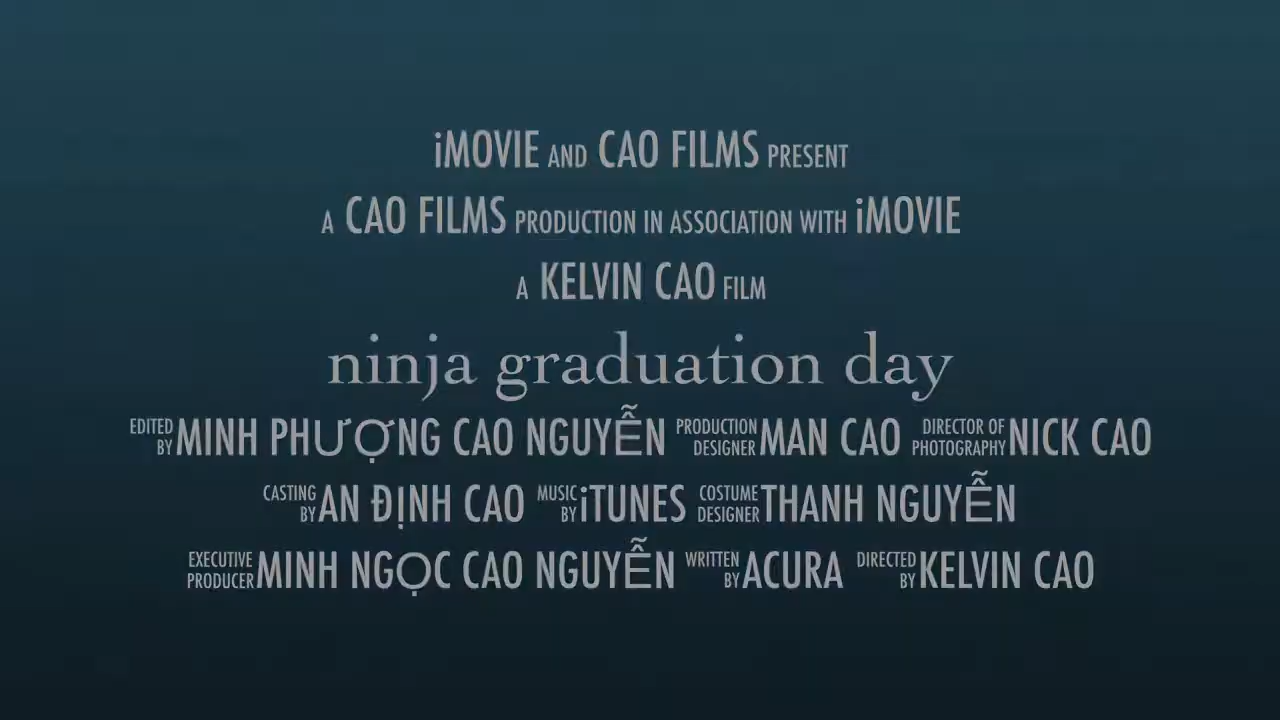 iMOVIE AND CAO FILMS PRESENT
A CAO FILMS PRODUCTION IN ASSOCIATION WITH iMOVIE
A KELVIN CAO FILM
ninja graduation day
EDITED BY MINH PHƯỢNG CAO NGUYỄN PRODUCTION DESIGNER MAN CAO DIRECTOR OF PHOTOGRAPHY NICK CAO
CASTING BY AN ĐỊNH CAO MUSIC BY iTUNES COSTUME DESIGNER THANH NGUYỄN
EXECUTIVE PRODUCER MINH NGỌC CAO NGUYỄN WRITTEN BY ACURA DIRECTED BY KELVIN CAO